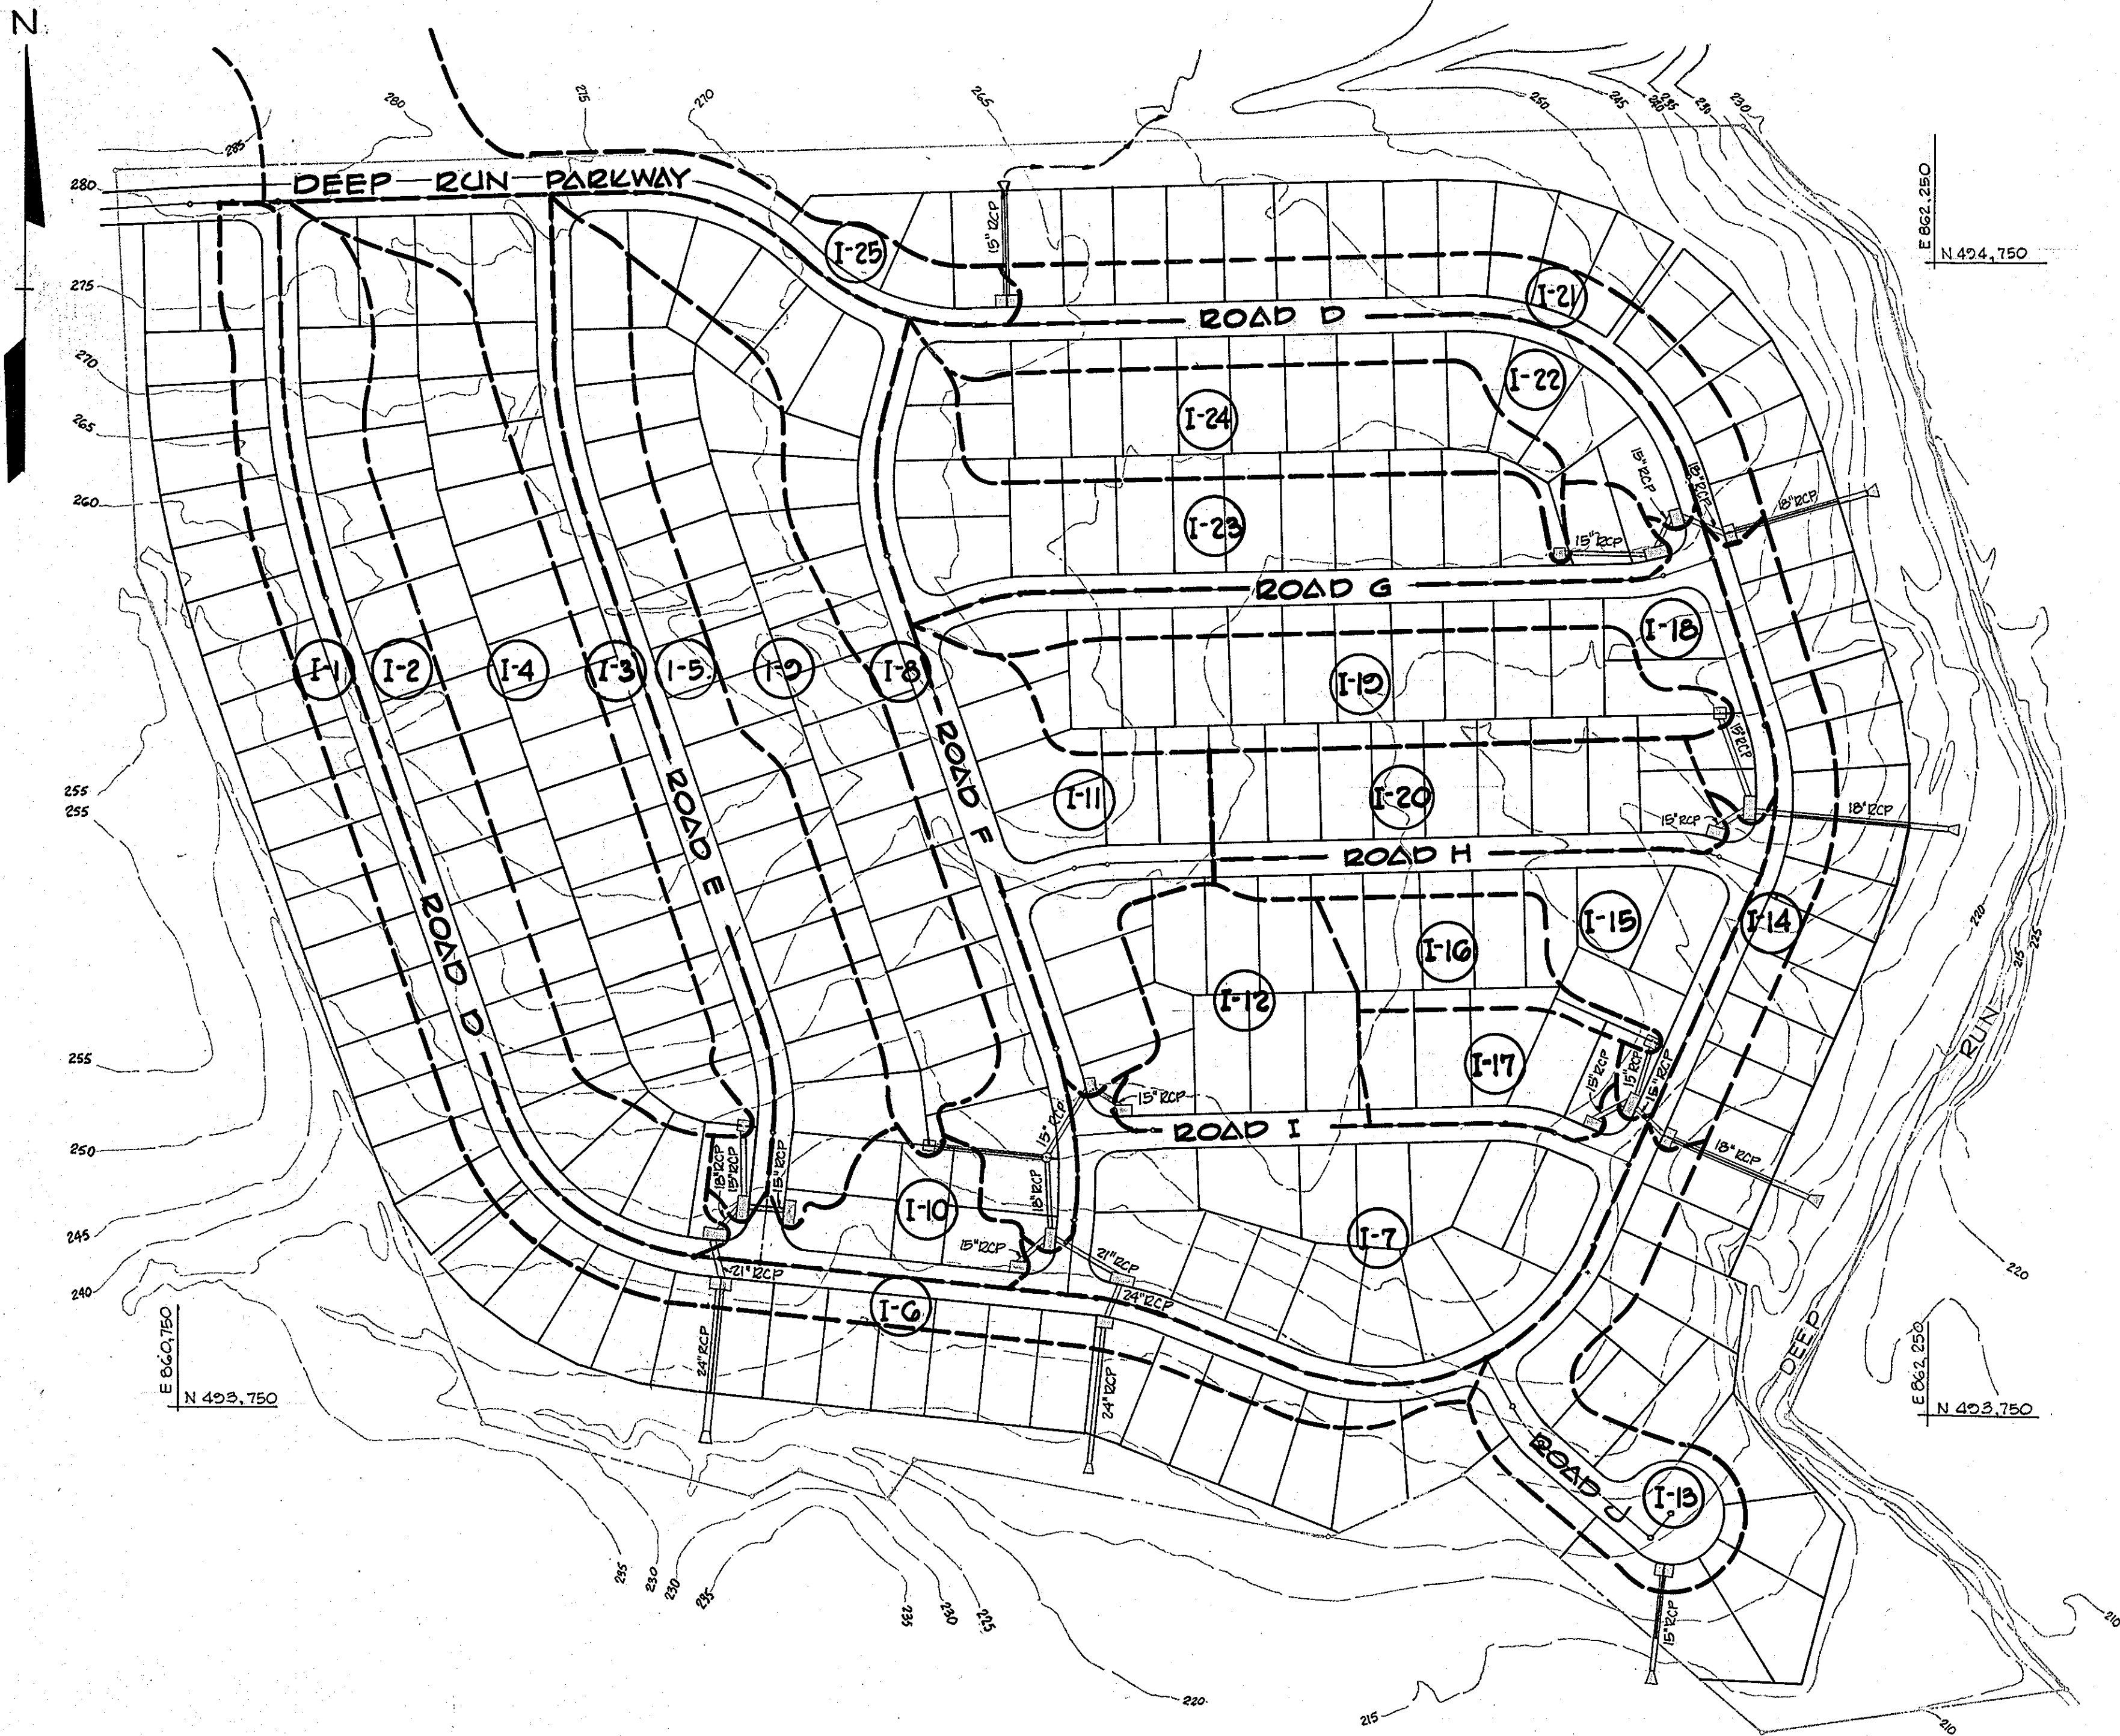 N
280
275
270
265
250
245
240
235
230
230
285
280
DEEP RUN PARKWAY
E 862,250
N 494,750
15" RCP
I-25
I-21
275
ROAD D
270
I-22
I-24
265
15" RCP
18" RCP
18" RCP
260
I-23
15" RCP
ROAD G
I-18
I-1
I-2
I-4
I-3
I-5
I-9
I-8
I-19
15" RCP
ROAD F
ROAD E
255
255
I-11
I-20
15" RCP
18" RCP
ROAD H
ROAD D
I-15
I-14
220
225
215
I-16
I-12
RUN
255
I-17
15" RCP
15" RCP
15" RCP
15" RCP
15" RCP
ROAD I
250
18" RCP
15" RCP
15" RCP
18" RCP
18" RCP
I-10
245
I-7
15" RCP
21" RCP
220
240
21" RCP
24" RCP
I-6
DEEP
E 860,750
N 493,750
24" RCP
24" RCP
E 862,250
N 493,750
ROAD J
I-13
235
230
230
235
235
230
225
15" RCP
210
220
215
210